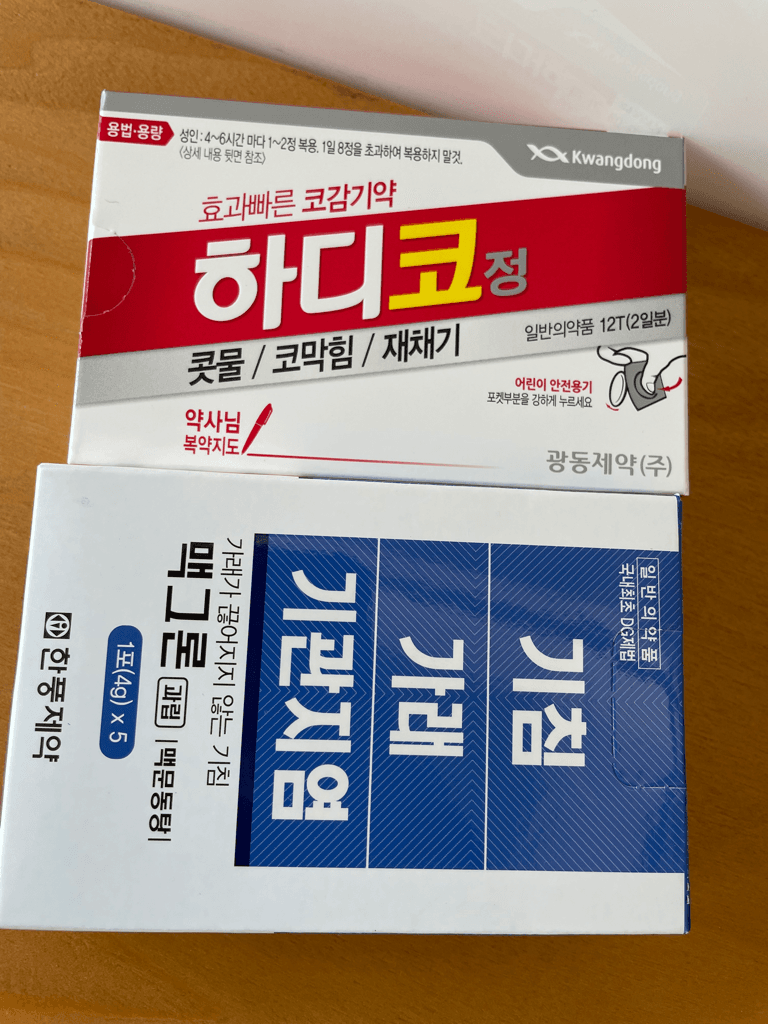 용법·용량
성인 : 4~6시간 마다 1~2정 복용. 1일 8정을 초과하여 복용하지 말것.
(상세 내용 뒷면 참조)
Kwangdong
효과빠른 코감기약
하디코정
콧물 / 코막힘 / 재채기
일반의약품 12T(2일분)
어린이 안전용기
포켓부분을 강하게 누르세요
약사님
복약지도
광동제약(주)
일반의약품
국내최초 DG제법
기침
가래
기관지염
가래가 끊어지지 않는 기침
맥그론 과립 | 맥문동탕 |
1포(4g) x 5
한풍제약